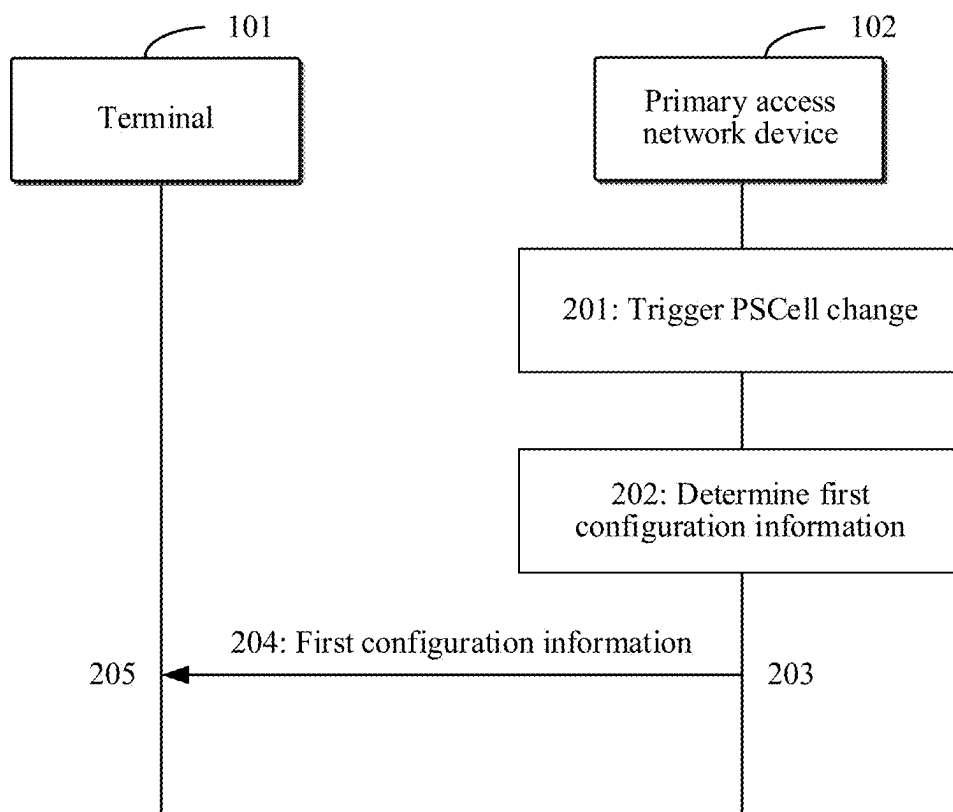 101
102
Terminal
Primary access
network device
201: Trigger PSCell change
202: Determine first
configuration information
204: First configuration information
205
203